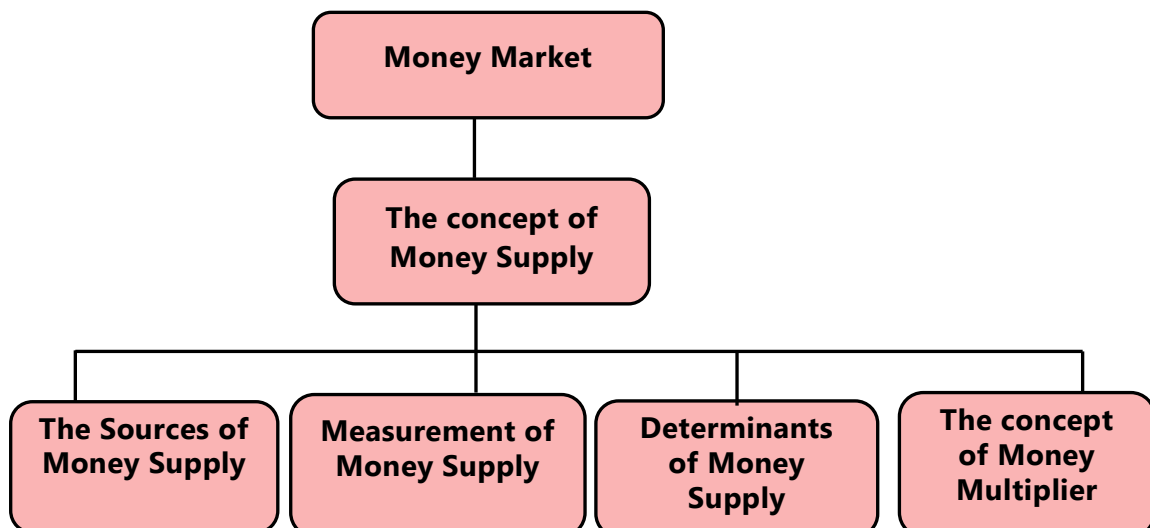 Money Market
The concept of
Money Supply
The Sources of
Money Supply
Measurement of
Money Supply
Determinants
of Money
Supply
The concept
of Money
Multiplier